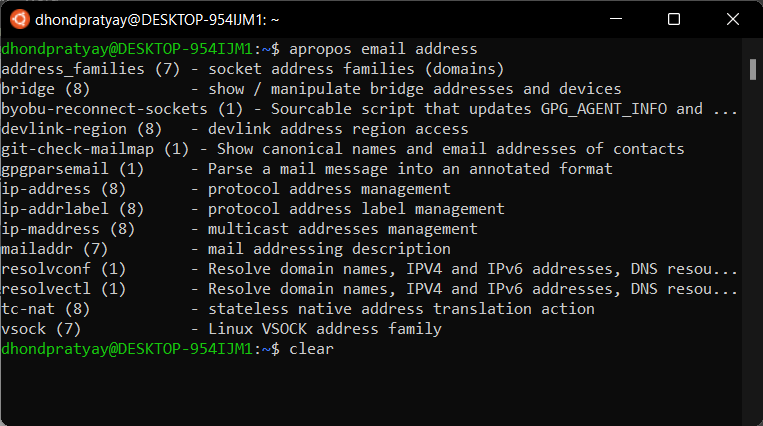 dhondpratyay@DESKTOP-954IJM1: ~
dhondpratyay@DESKTOP-954IJM1:~$ apropos email address
address_families (7) - socket address families (domains)
bridge (8)           - show / manipulate bridge addresses and devices
byobu-reconnect-sockets (1) - Sourcable script that updates GPG_AGENT_INFO and ...
devlink-region (8)   - devlink address region access
git-check-mailmap (1) - Show canonical names and email addresses of contacts
gpgparsemail (1)     - Parse a mail message into an annotated format
ip-address (8)       - protocol address management
ip-addrlabel (8)     - protocol address label management
ip-maddress (8)      - multicast addresses management
mailaddr (7)         - mail addressing description
resolvconf (1)       - Resolve domain names, IPV4 and IPv6 addresses, DNS resou...
resolvectl (1)       - Resolve domain names, IPV4 and IPv6 addresses, DNS resou...
tc-nat (8)           - stateless native address translation action
vsock (7)            - Linux VSOCK address family
dhondpratyay@DESKTOP-954IJM1:~$ clear